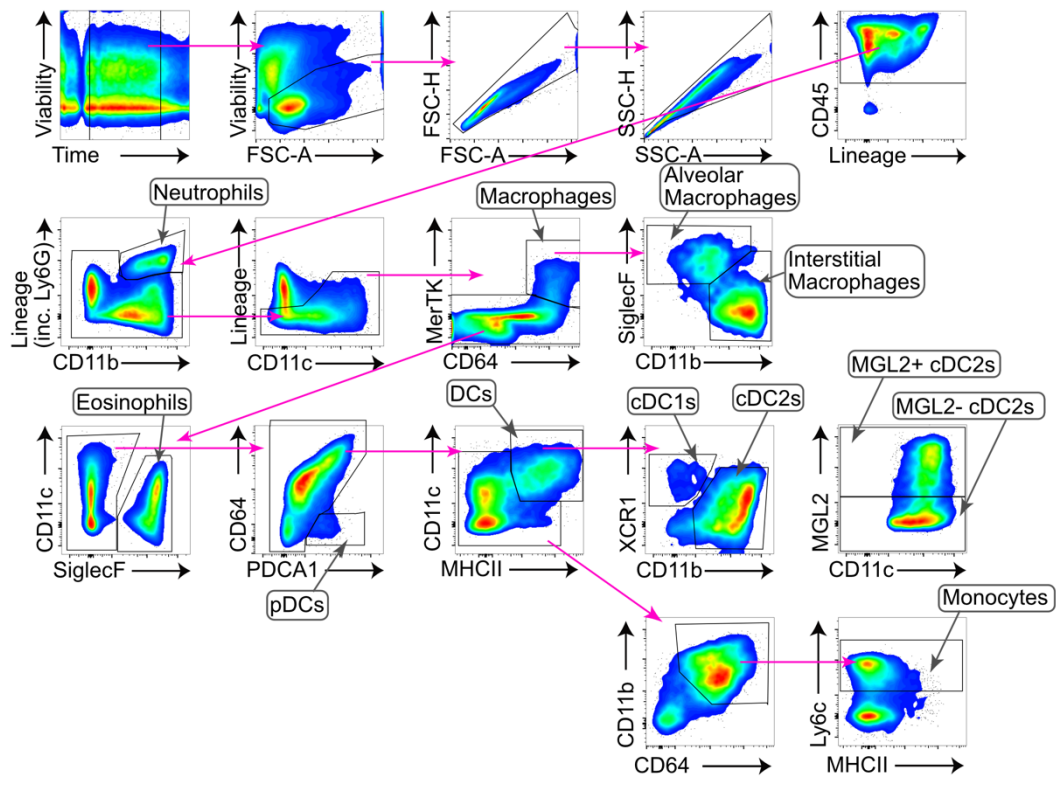 Viability
Time
Viability
FSC-A
FSC-H
FSC-A
SSC-H
SSC-A
CD45
Lineage
Neutrophils
Macrophages
Alveolar
Macrophages
Interstitial
Macrophages
Lineage
(inc. Ly6G)
CD11b
Lineage
CD11c
MerTK
CD64
SiglecF
CD11b
Eosinophils
DCs
cDC1s
cDC2s
MGL2+ cDC2s
MGL2- cDC2s
CD11c
SiglecF
CD64
PDCA1
pDCs
CD11c
MHCII
XCR1
CD11b
MGL2
CD11c
Monocytes
CD11b
CD64
Ly6c
MHCII